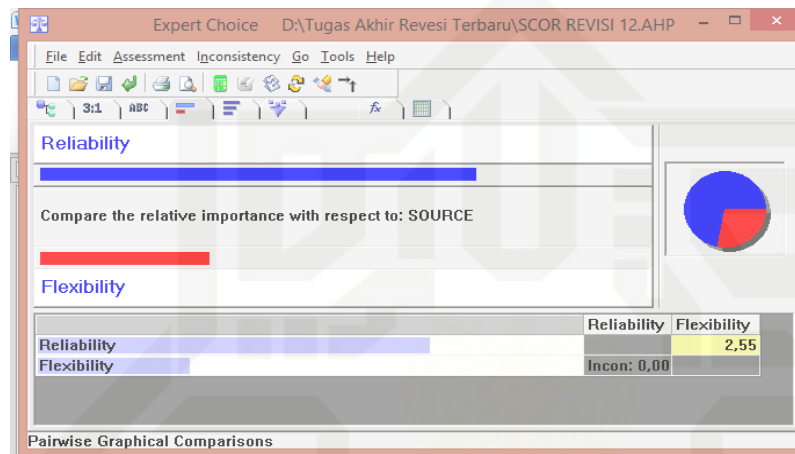 Expert Choice D:\Tugas Akhir Revesi Terbaru\SCOR REVISI 12.AHP
File Edit Assessment Inconsistency Go Tools Help
3:1 ABC fx
Reliability
Compare the relative importance with respect to: SOURCE
Flexibility
Reliability Flexibility
Reliability 2,55
Flexibility Incon: 0,00
Pairwise Graphical Comparisons